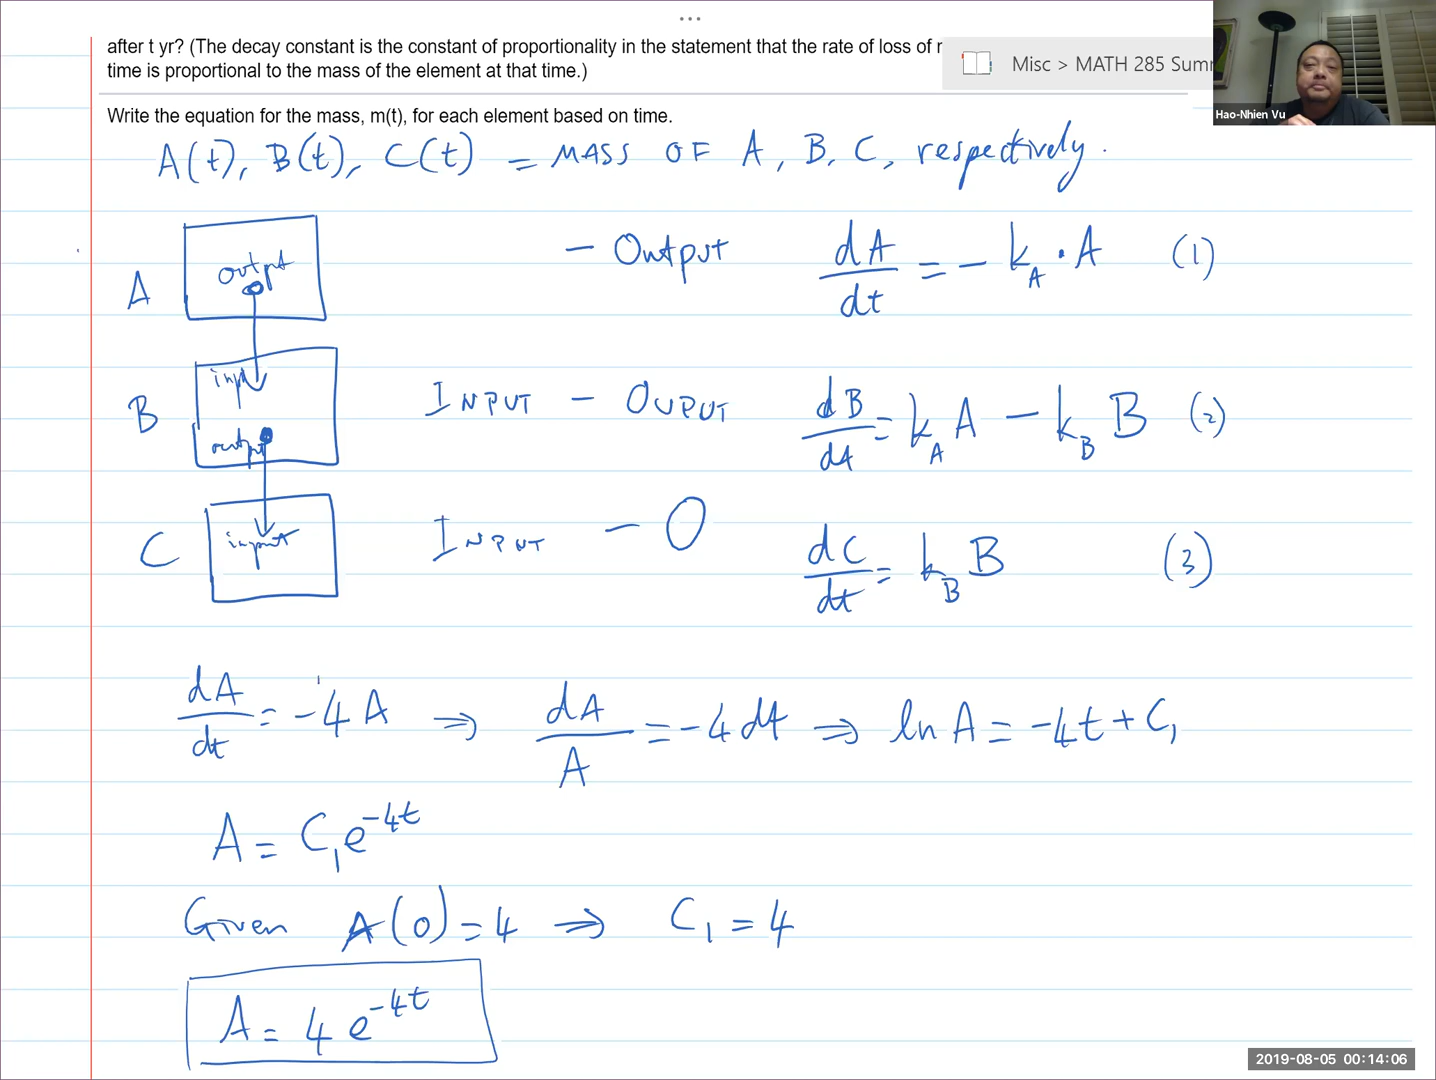 after t yr? (The decay constant is the constant of proportionality in the statement that the rate of loss of
Misc > MATH 285 Sum
time is proportional to the mass of the element at that time.)
Hao-Nhien Vu
Write the equation for the mass, m(t), for each element based on time.
A(t), B(t), C(t) = MASS OF A, B, C, respectively.
A
output
- Output dA/dt = - k_A · A (1)
B
input
output
INPUT - OUPUT dB/dt = k_A A - k_B B (2)
C
input
INPUT - 0 dC/dt = k_B B (3)
dA/dt = -4A ⇒ dA/A = -4dt ⇒ ln A = -4t + C₁
A = C₁e^{-4t}
Given A(0) = 4 ⇒ C₁ = 4
A = 4e^{-4t}
2019-08-05 00:14:06